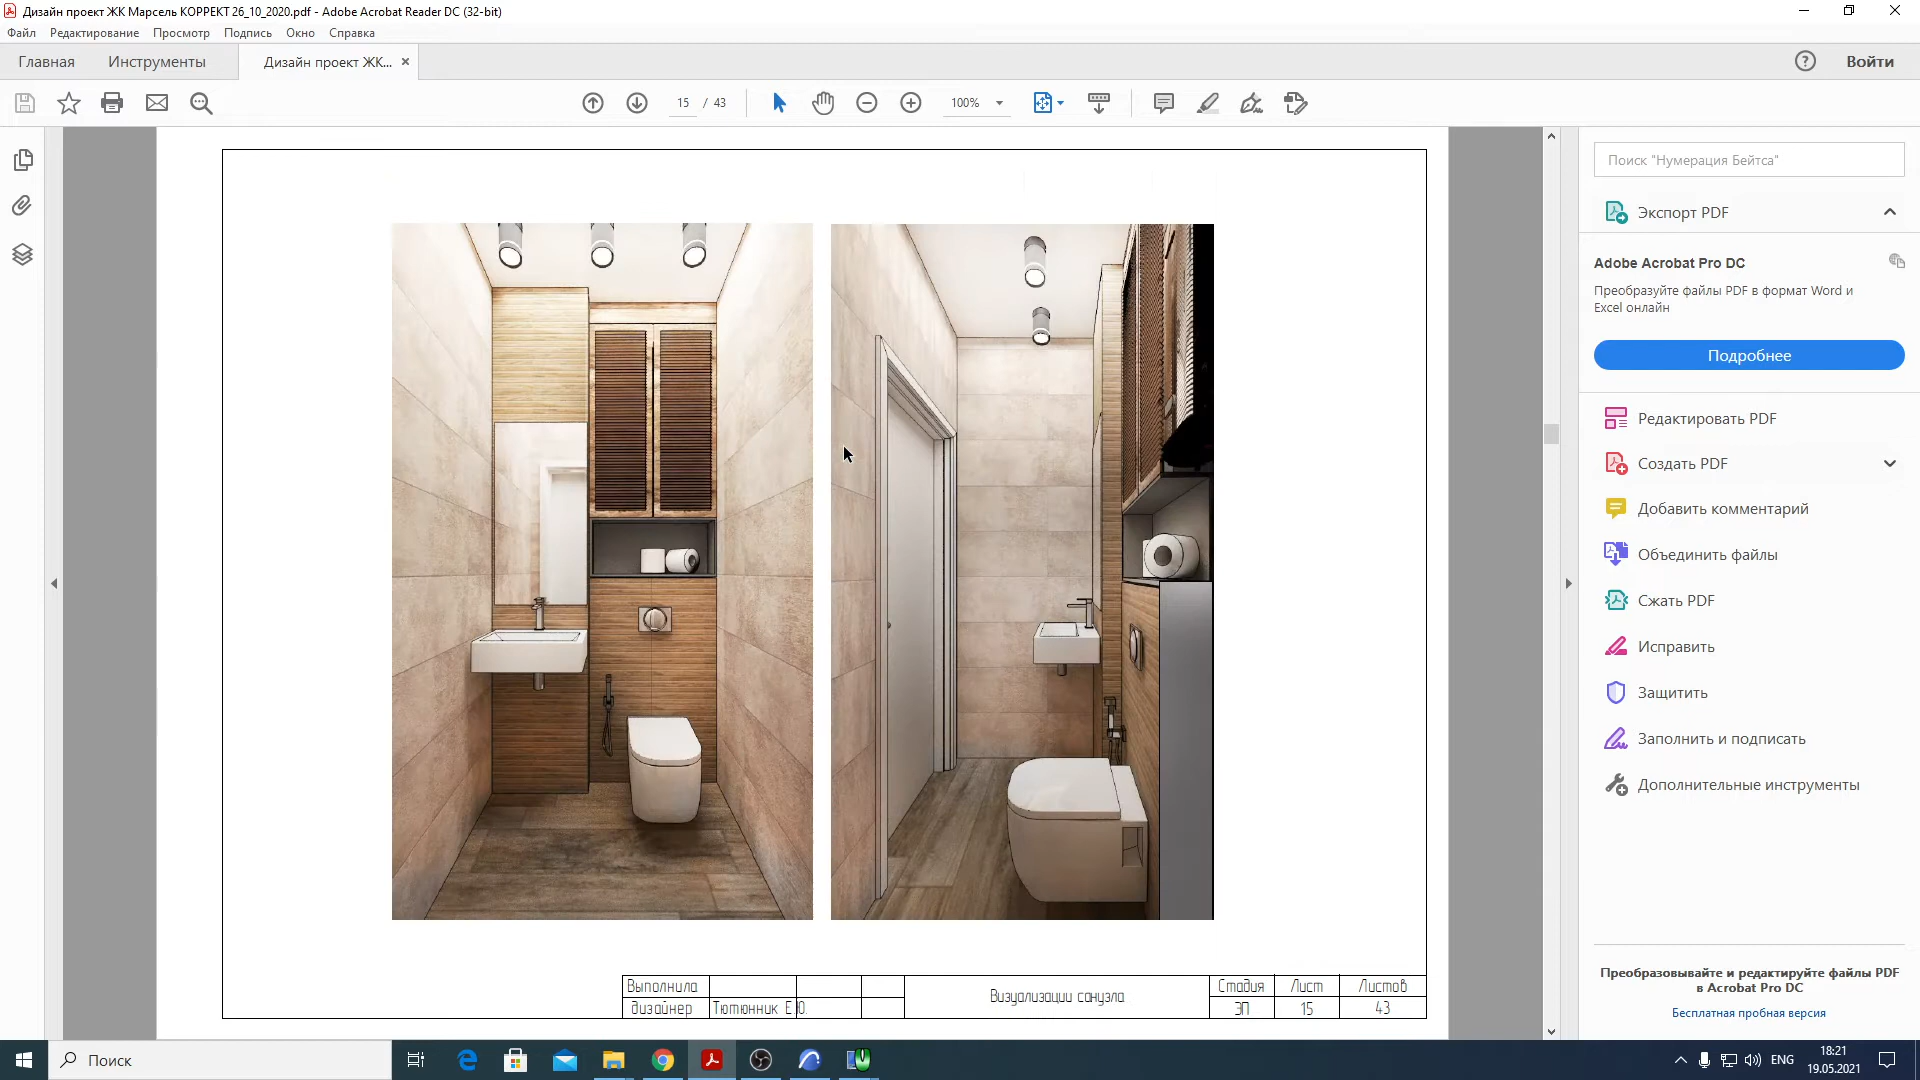 Дизайн проект ЖК Марсель КОРРЕКТ 26_10_2020.pdf - Adobe Acrobat Reader DC (32-bit)
Файл Редактирование Просмотр Подпись Окно Справка
Главная Инструменты Дизайн проект ЖК... × Войти
15 / 43 100%
Поиск "Нумерация Бейтса"
Экспорт PDF
Adobe Acrobat Pro DC
Преобразуйте файлы PDF в формат Word и
Excel онлайн
Подробнее
Редактировать PDF
Создать PDF
Добавить комментарий
Объединить файлы
Сжать PDF
Исправить
Защитить
Заполнить и подписать
Дополнительные инструменты
Преобразовывайте и редактируйте файлы PDF
в Acrobat Pro DC
Бесплатная пробная версия
Выполнила Визуализации санузла Стадия Лист Листов
дизайнер Тютюнник Е.Ю. ЭП 15 43
Поиск ENG 18:21
19.05.2021